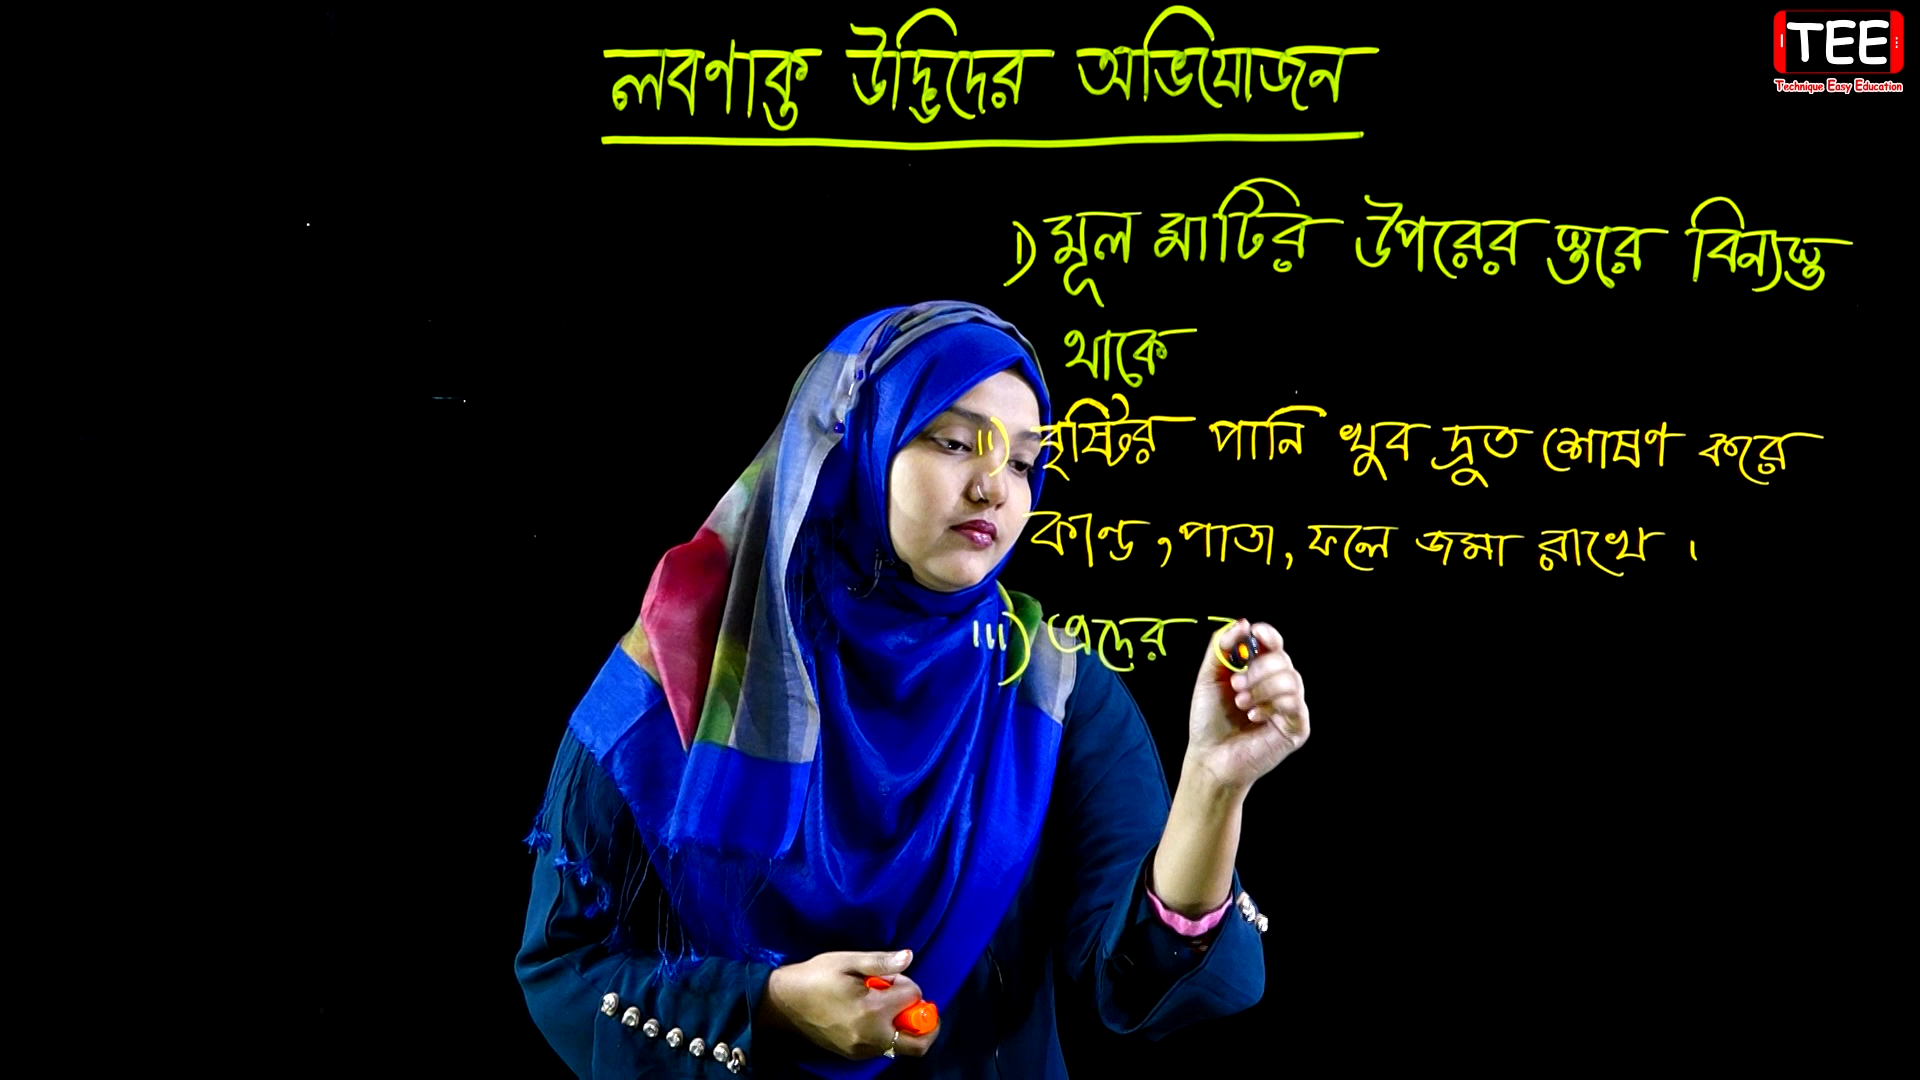 TEE
Technique Easy Education
লবণাক্ত উদ্ভিদের অভিযোজন
i) মূল মাটির উপরের স্তরে বিন্যস্ত
থাকে
ii) বৃষ্টির পানি খুব দ্রুত শোষণ করে
কান্ড, পাতা, ফলে জমা রাখে।
iii) এদের